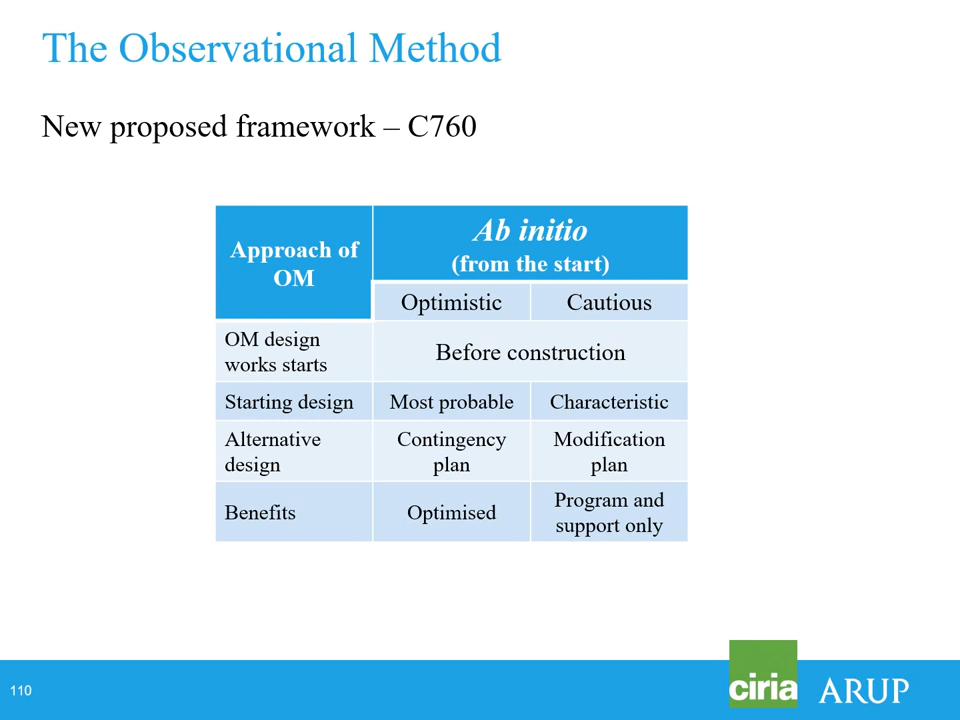 The Observational Method
New proposed framework – C760
Approach of
OM
Ab initio
(from the start)
Optimistic
Cautious
OM design
works starts
Before construction
Starting design
Most probable
Characteristic
Alternative
design
Contingency
plan
Modification
plan
Benefits
Optimised
Program and
support only
110
ciria
ARUP